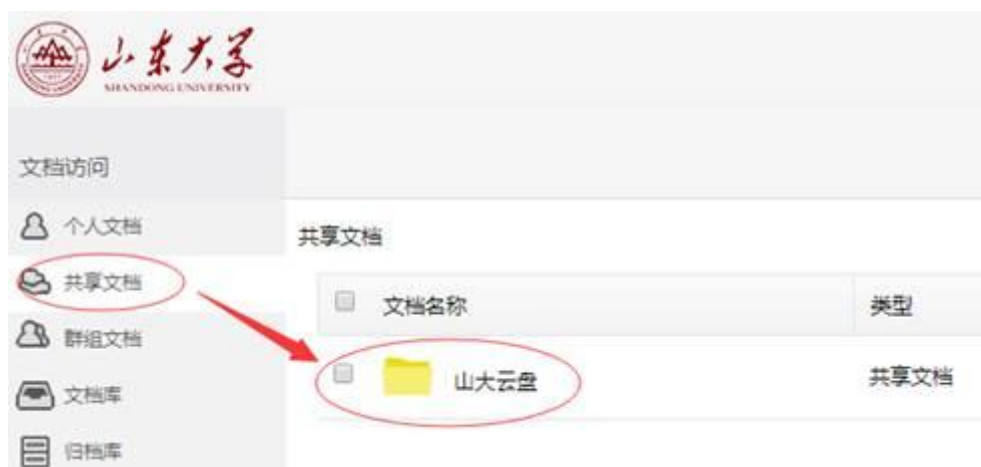 山东大学
SHANDONG UNIVERSITY
文档访问
个人文档
共享文档
群组文档
文档库
归档库
共享文档
文档名称 类型
山大云盘 共享文档